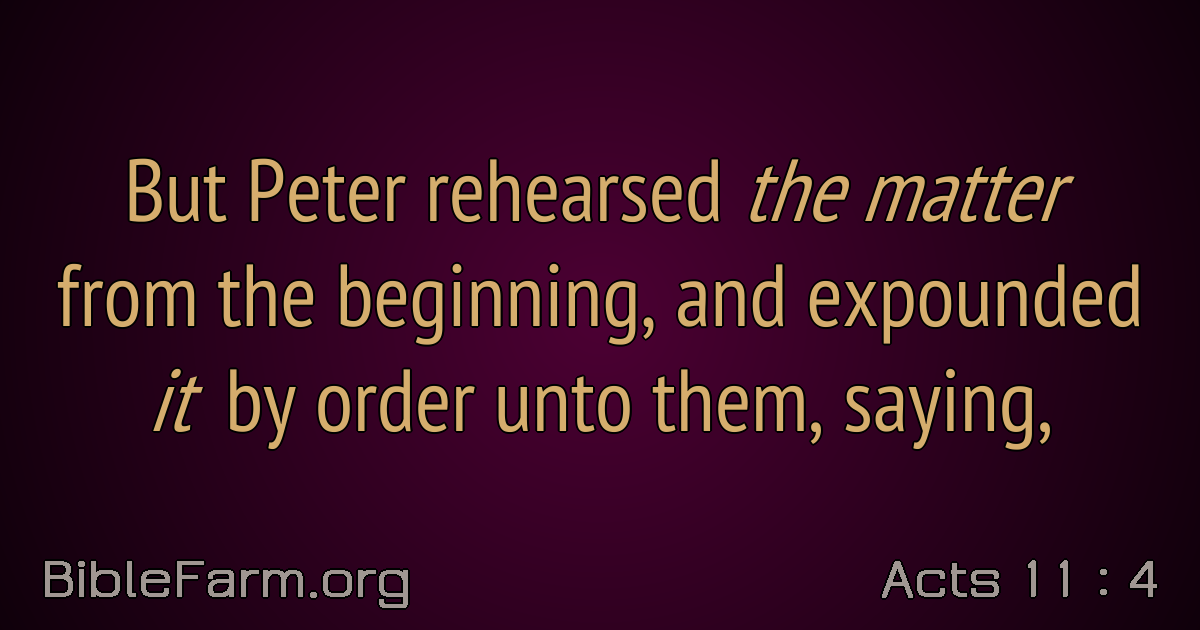 But Peter rehearsed the matter
from the beginning, and expounded
it by order unto them, saying,
BibleFarm.org
Acts 11 : 4